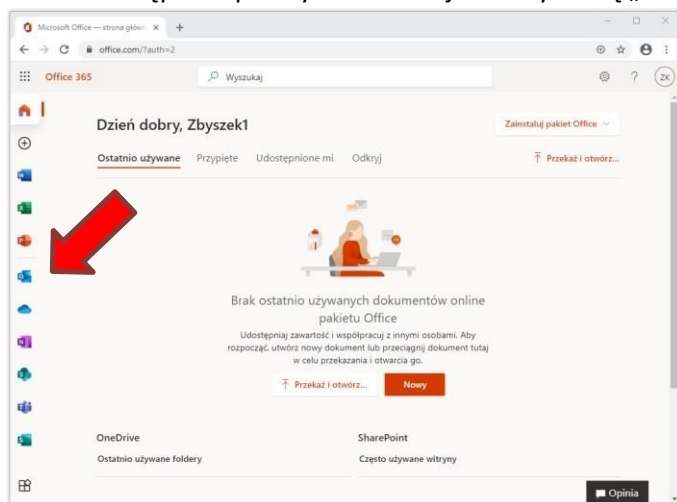 Microsoft Office — strona główn
office.com/?auth=2
Office 365
Wyszukaj
ZK
Dzień dobry, Zbyszek1
Zainstaluj pakiet Office
Ostatnio używane Przypięte Udostępnione mi Odkryj
Przekaż i otwórz...
Brak ostatnio używanych dokumentów online
pakietu Office
Udostępniaj zawartość i współpracuj z innymi osobami. Aby
rozpocząć, utwórz nowy dokument lub przeciągnij dokument tutaj
w celu przekazania i otwarcia go.
Przekaż i otwórz...
Nowy
OneDrive
SharePoint
Ostatnio używane foldery
Często używane witryny
Opinia